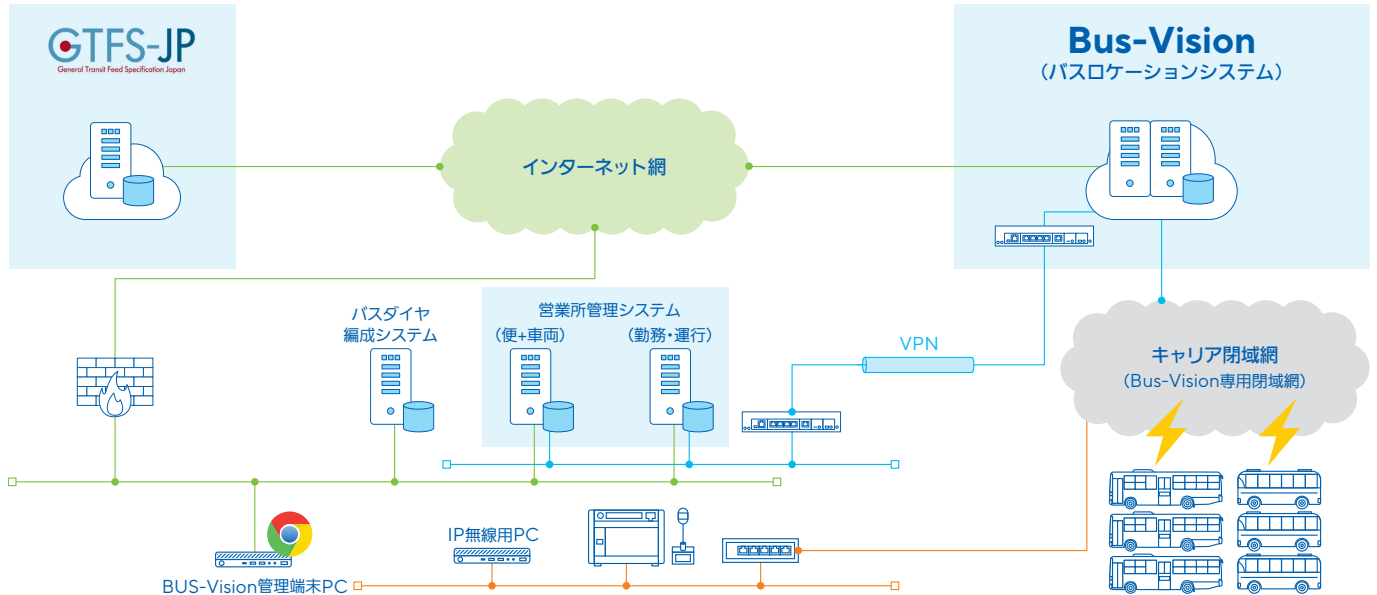 GTFS-JP
General Transit Feed Specification Japan
Bus-Vision
（バスロケーションシステム）
インターネット網
バスダイヤ
編成システム
営業所管理システム
（便+車両）
（勤務・運行）
VPN
キャリア閉域網
（Bus-Vision専用閉域網）
IP無線用PC
BUS-Vision管理端末PC